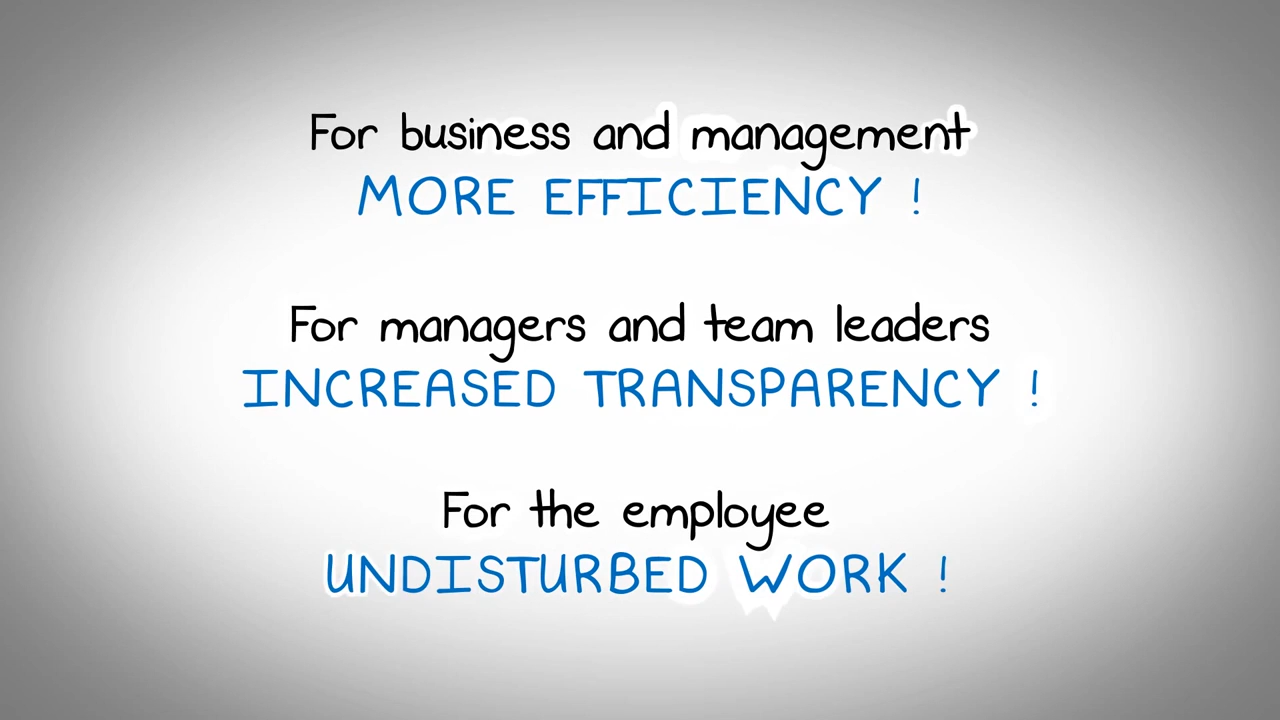 For business and management
MORE EFFICIENCY !
For managers and team leaders
INCREASED TRANSPARENCY !
For the employee
UNDISTURBED WORK !